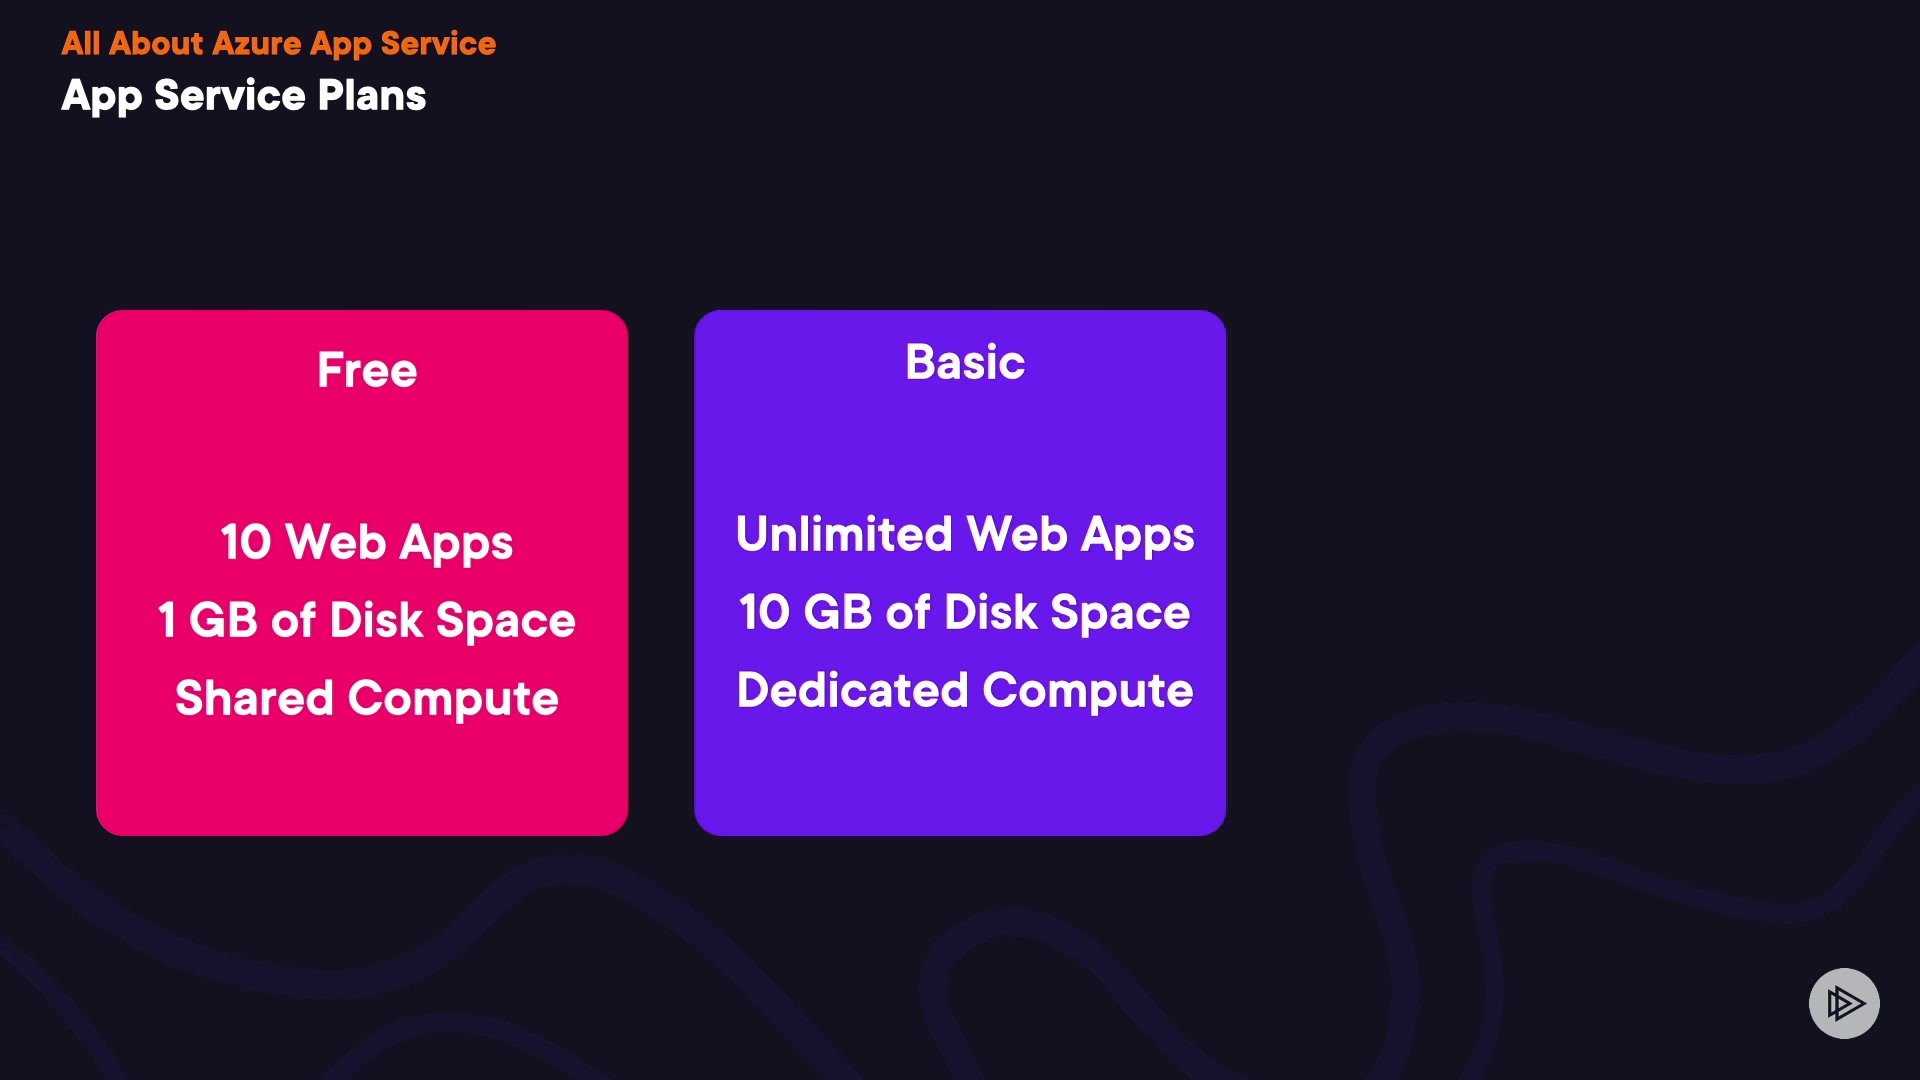 All About Azure App Service
App Service Plans
Free
10 Web Apps
1 GB of Disk Space
Shared Compute
Basic
Unlimited Web Apps
10 GB of Disk Space
Dedicated Compute